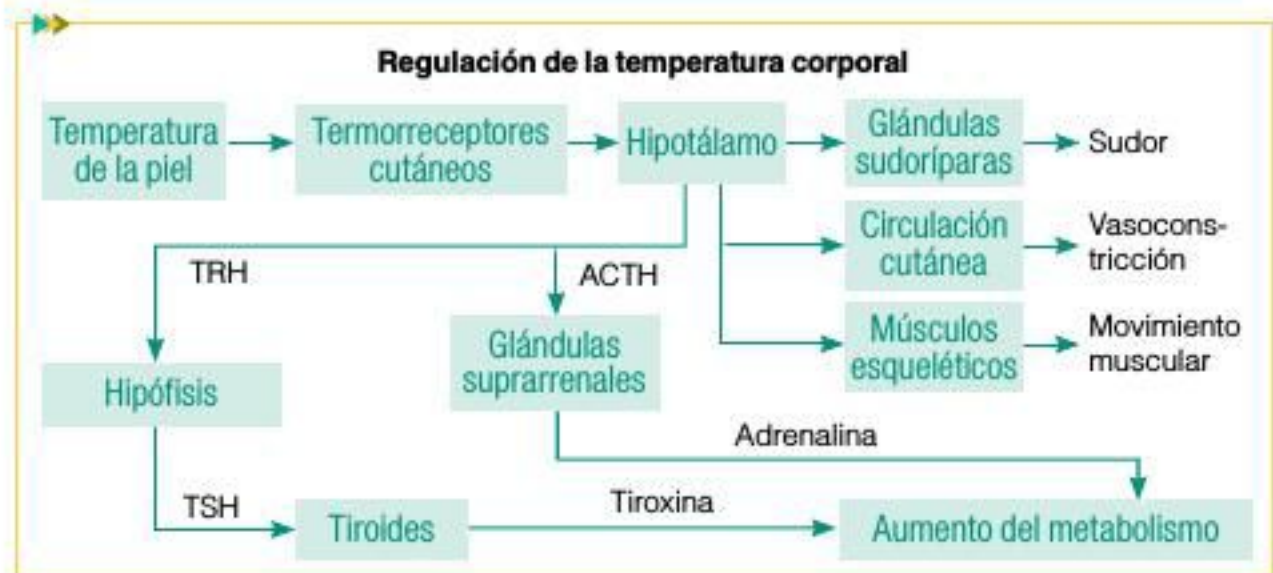 Regulación de la temperatura corporal
Temperatura
de la piel
Termorreceptores
cutáneos
Hipotálamo
Glándulas
sudoríparas
Sudor
Circulación
cutánea
Vasocons-
tricción
TRH
ACTH
Músculos
esqueléticos
Movimiento
muscular
Glándulas
suprarrenales
Hipófisis
Adrenalina
TSH
Tiroides
Tiroxina
Aumento del metabolismo